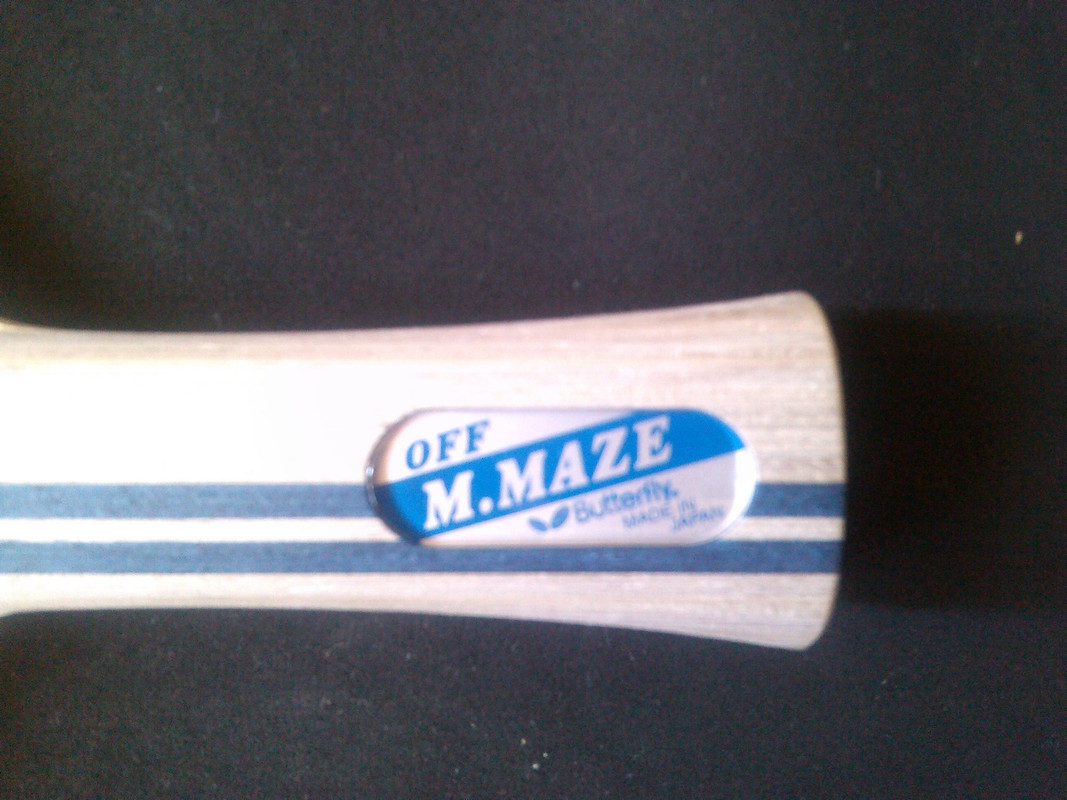 OFF
M.MAZE
Butterfly.
MADE IN
JAPAN